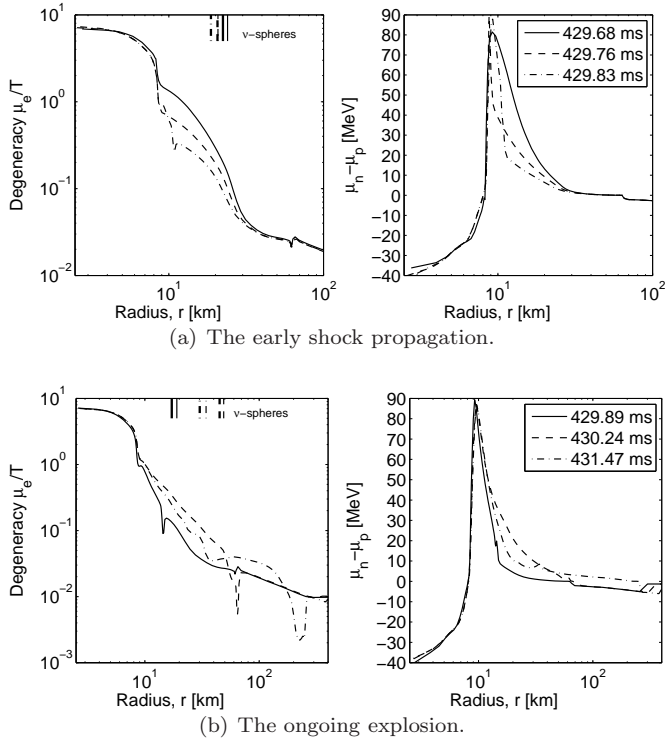 10¹
10⁰
10⁻¹
10⁻²
Degeneracy μₑ/T
ν−spheres
10¹
10²
Radius, r [km]
90
80
70
60
50
40
30
20
10
0
−10
−20
−30
−40
μₙ−μₚ [MeV]
429.68 ms
429.76 ms
429.83 ms
10¹
10²
Radius, r [km]
(a) The early shock propagation.
10¹
10⁰
10⁻¹
10⁻²
10⁻³
Degeneracy μₑ/T
ν−spheres
10¹
10²
Radius, r [km]
90
80
70
60
50
40
30
20
10
0
−10
−20
−30
−40
μₙ−μₚ [MeV]
429.89 ms
430.24 ms
431.47 ms
10¹
10²
Radius, r [km]
(b) The ongoing explosion.